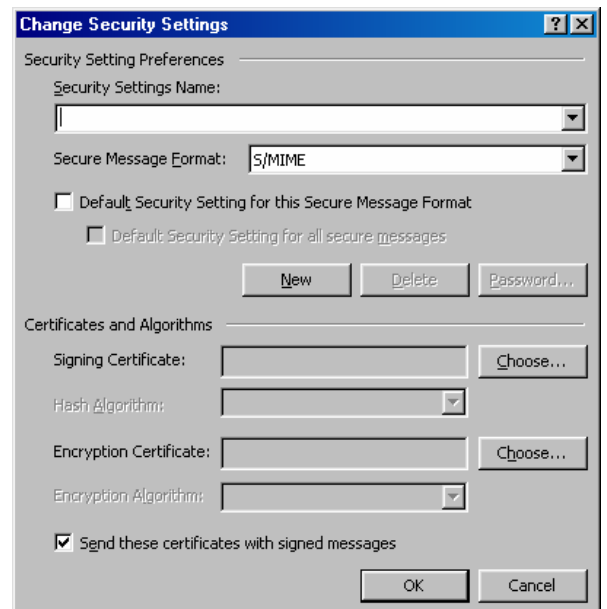 Change Security Settings
Security Setting Preferences
Security Settings Name:
Secure Message Format: S/MIME
Default Security Setting for this Secure Message Format
Default Security Setting for all secure messages
New Delete Password...
Certificates and Algorithms
Signing Certificate: Choose...
Hash Algorithm:
Encryption Certificate: Choose...
Encryption Algorithm:
Send these certificates with signed messages
OK Cancel